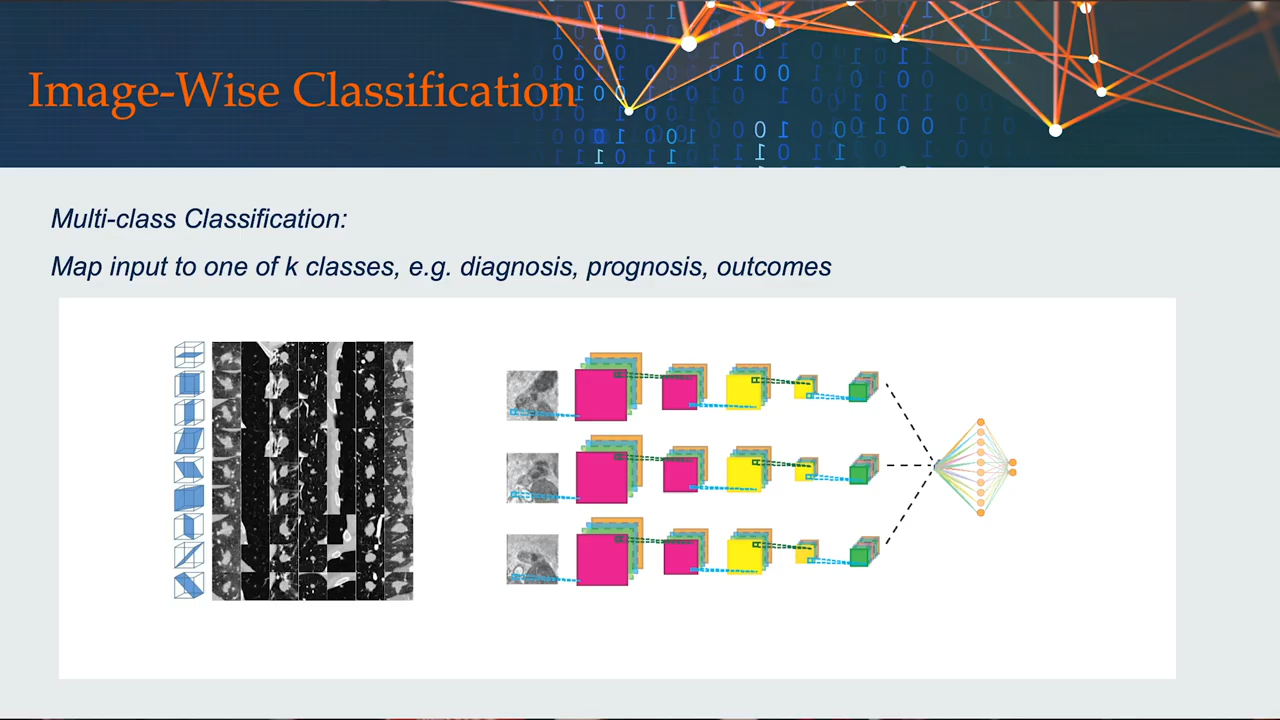 Image-Wise Classification
Multi-class Classification:
Map input to one of k classes, e.g. diagnosis, prognosis, outcomes